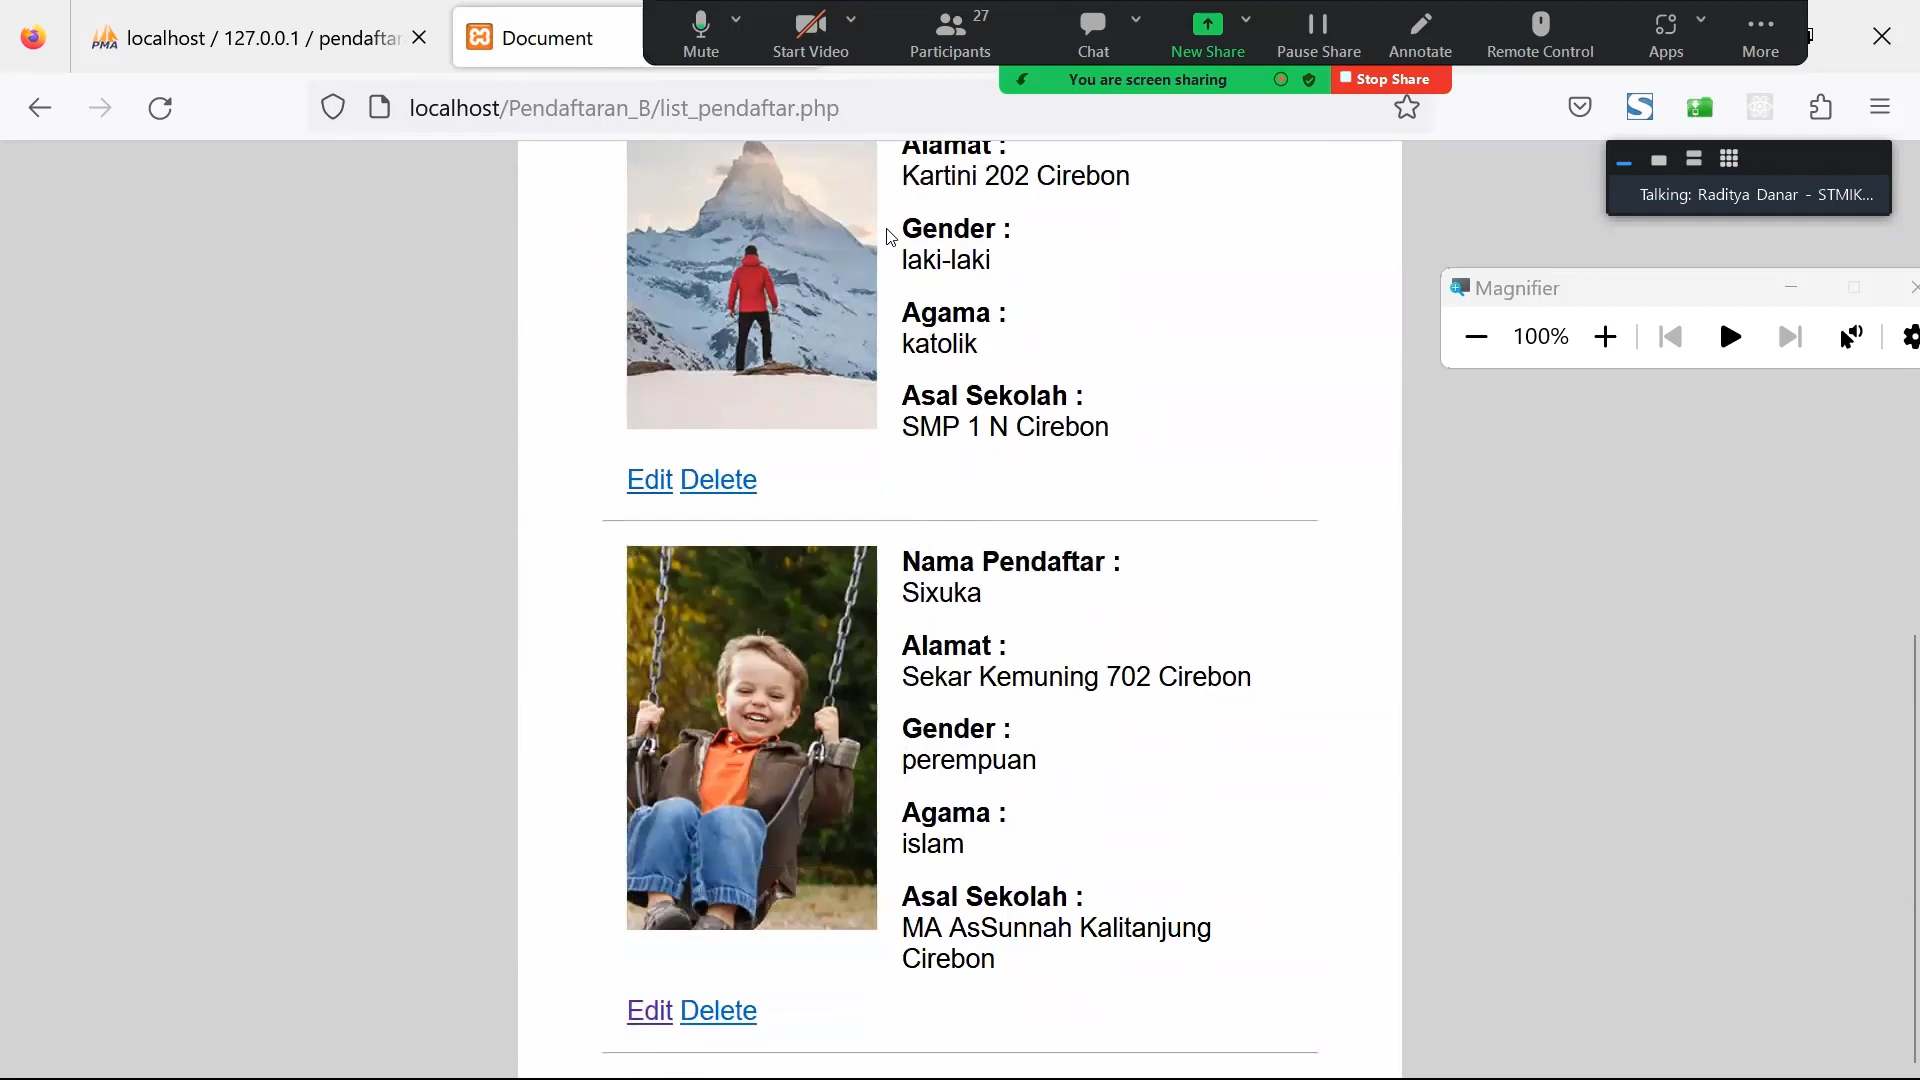 localhost / 127.0.0.1 / pendaftar
Document
Mute
Start Video
27
Participants
Chat
New Share
Pause Share
Annotate
Remote Control
Apps
More
You are screen sharing
Stop Share
localhost/Pendaftaran_B/list_pendaftar.php
Talking: Raditya Danar - STMIK...
Magnifier
100%
Alamat :
Kartini 202 Cirebon
Gender :
laki-laki
Agama :
katolik
Asal Sekolah :
SMP 1 N Cirebon
Edit Delete
Nama Pendaftar :
Sixuka
Alamat :
Sekar Kemuning 702 Cirebon
Gender :
perempuan
Agama :
islam
Asal Sekolah :
MA AsSunnah Kalitanjung
Cirebon
Edit Delete